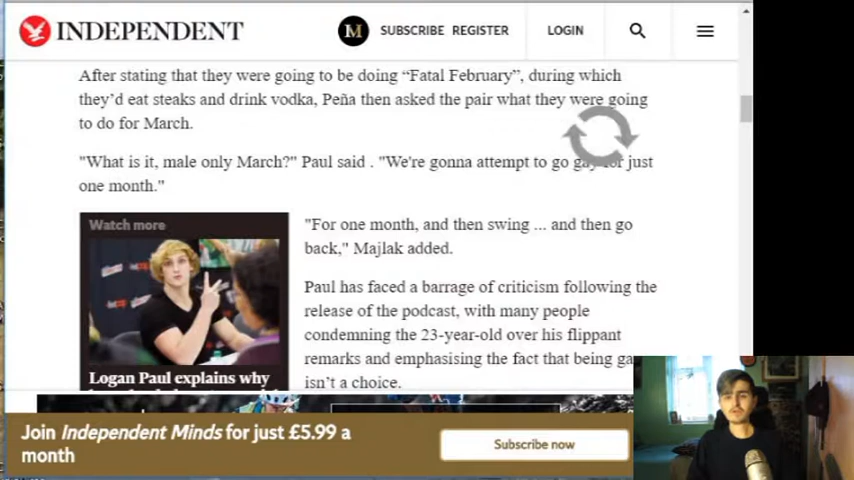 INDEPENDENT
M SUBSCRIBE REGISTER LOGIN
After stating that they were going to be doing “Fatal February”, during which
they’d eat steaks and drink vodka, Peña then asked the pair what they were going
to do for March.
"What is it, male only March?" Paul said . "We're gonna attempt to go gay for just
one month."
Watch more
"For one month, and then swing ... and then go
back," Majlak added.
Paul has faced a barrage of criticism following the
release of the podcast, with many people
condemning the 23-year-old over his flippant
remarks and emphasising the fact that being
isn’t a choice.
Logan Paul explains why
Join Independent Minds for just £5.99 a
month
Subscribe now